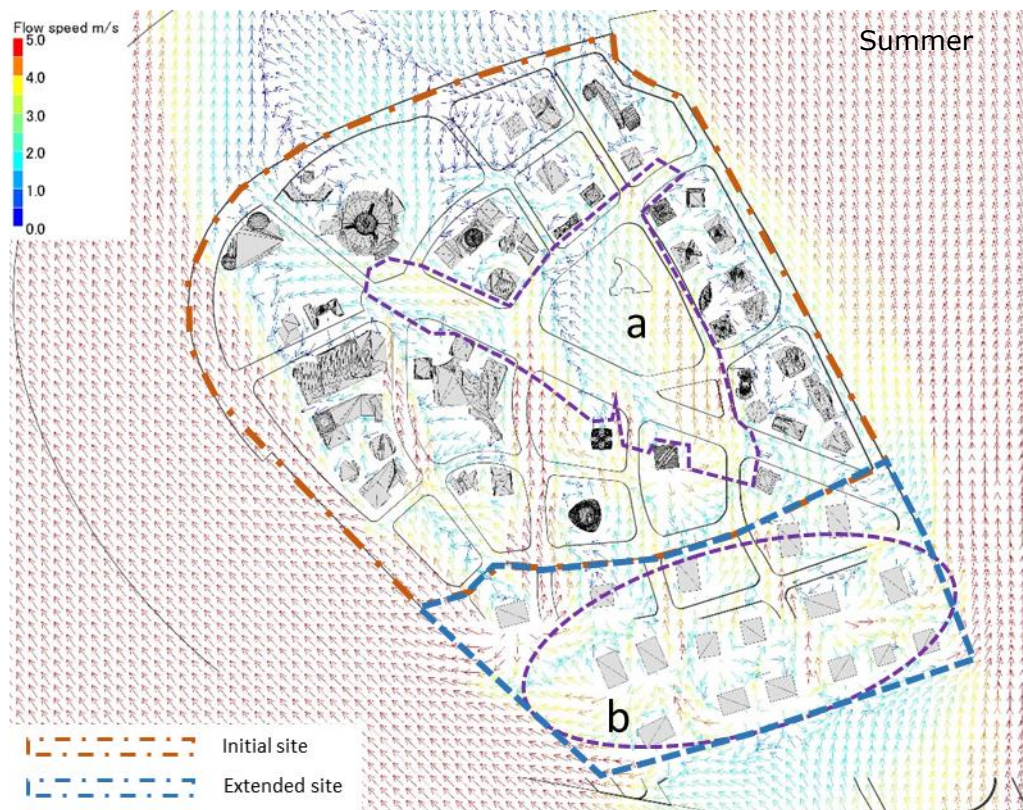 Flow speed m/s
Summer
5.0
4.0
3.0
2.0
1.0
0.0
a
b
Initial site
Extended site